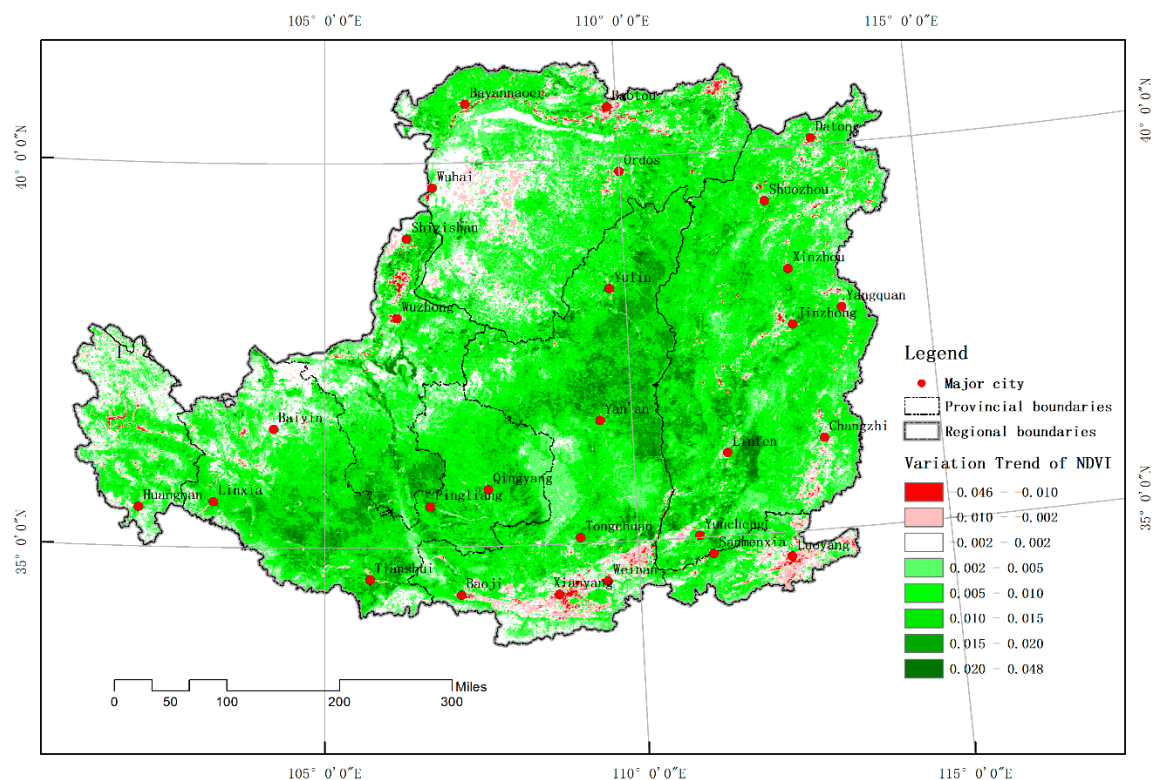 105° 0′0″E
110° 0′0″E
115° 0′0″E
40° 0′0″N
40° 0′0″N
35° 0′0″N
35° 0′0″N
Bayannaoer
Baotou
Datong
Ordos
Wuhai
Shuozhou
Shizishan
Xinzhou
Yulin
Yangquan
Wuzhong
Jinzhong
Baiyin
Yan'an
Changzhi
Linfen
Huangnan
Linxia
Qingyang
Pingliang
Tongchuan
Yuncheng
Sanmenxia
Luoyang
Tianshui
Baoji
Xianyang
Weinan
Legend
Major city
Provincial boundaries
Regional boundaries
Variation Trend of NDVI
-0.046 - -0.010
-0.010 - -0.002
-0.002 - 0.002
0.002 - 0.005
0.005 - 0.010
0.010 - 0.015
0.015 - 0.020
0.020 - 0.048
Miles
0 50 100 200 300
105° 0′0″E
110° 0′0″E
115° 0′0″E